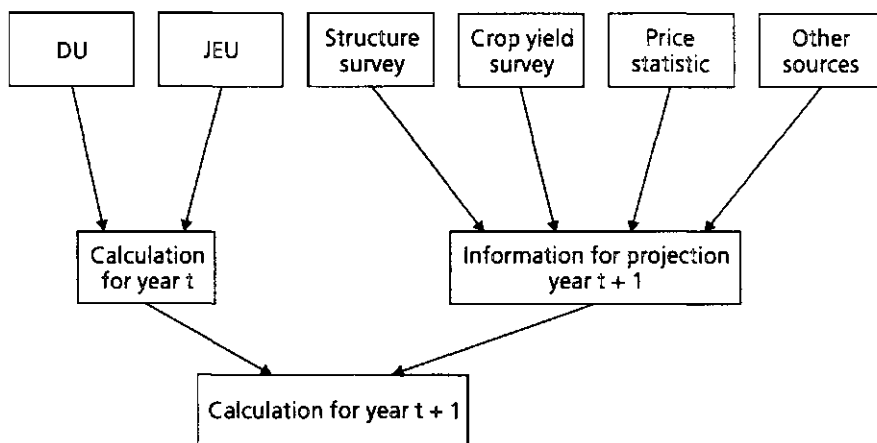 DU
JEU
Structure
survey
Crop yield
survey
Price
statistic
Other
sources
Calculation
for year t
Information for projection
year t + 1
Calculation for year t + 1